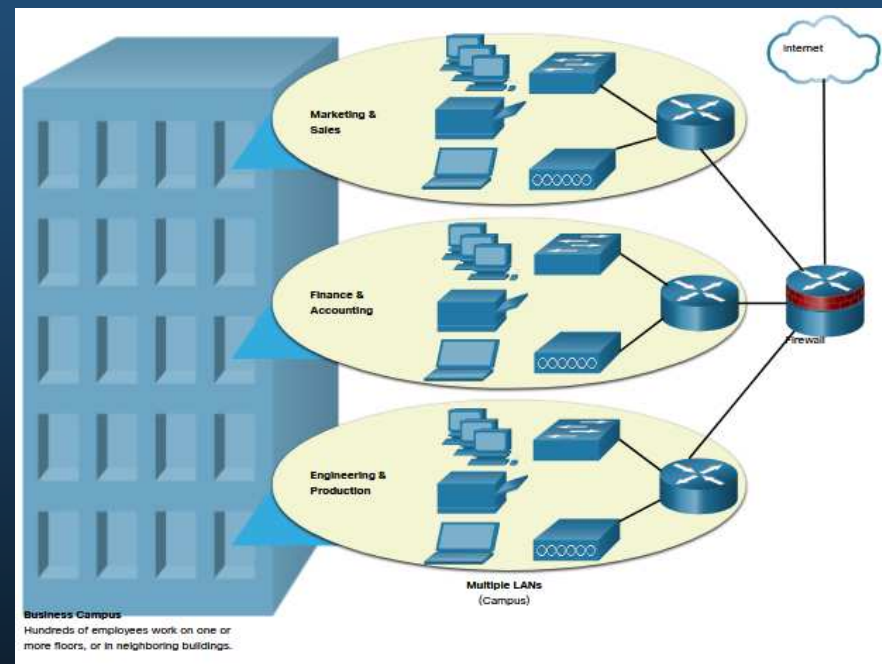 Internet
Marketing &
Sales
Finance &
Accounting
Firewall
Engineering &
Production
Multiple LANs
(Campus)
Business Campus
Hundreds of employees work on one or
more floors, or in neighboring buildings.